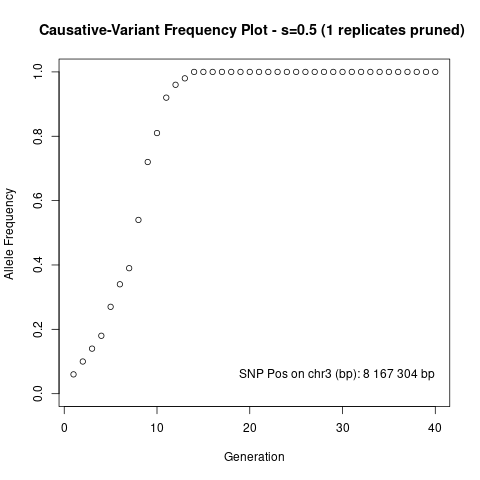 Causative-Variant Frequency Plot - s=0.5 (1 replicates pruned)
Allele Frequency
1.0
0.8
0.6
0.4
0.2
0.0
SNP Pos on chr3 (bp): 8 167 304 bp
0 10 20 30 40
Generation